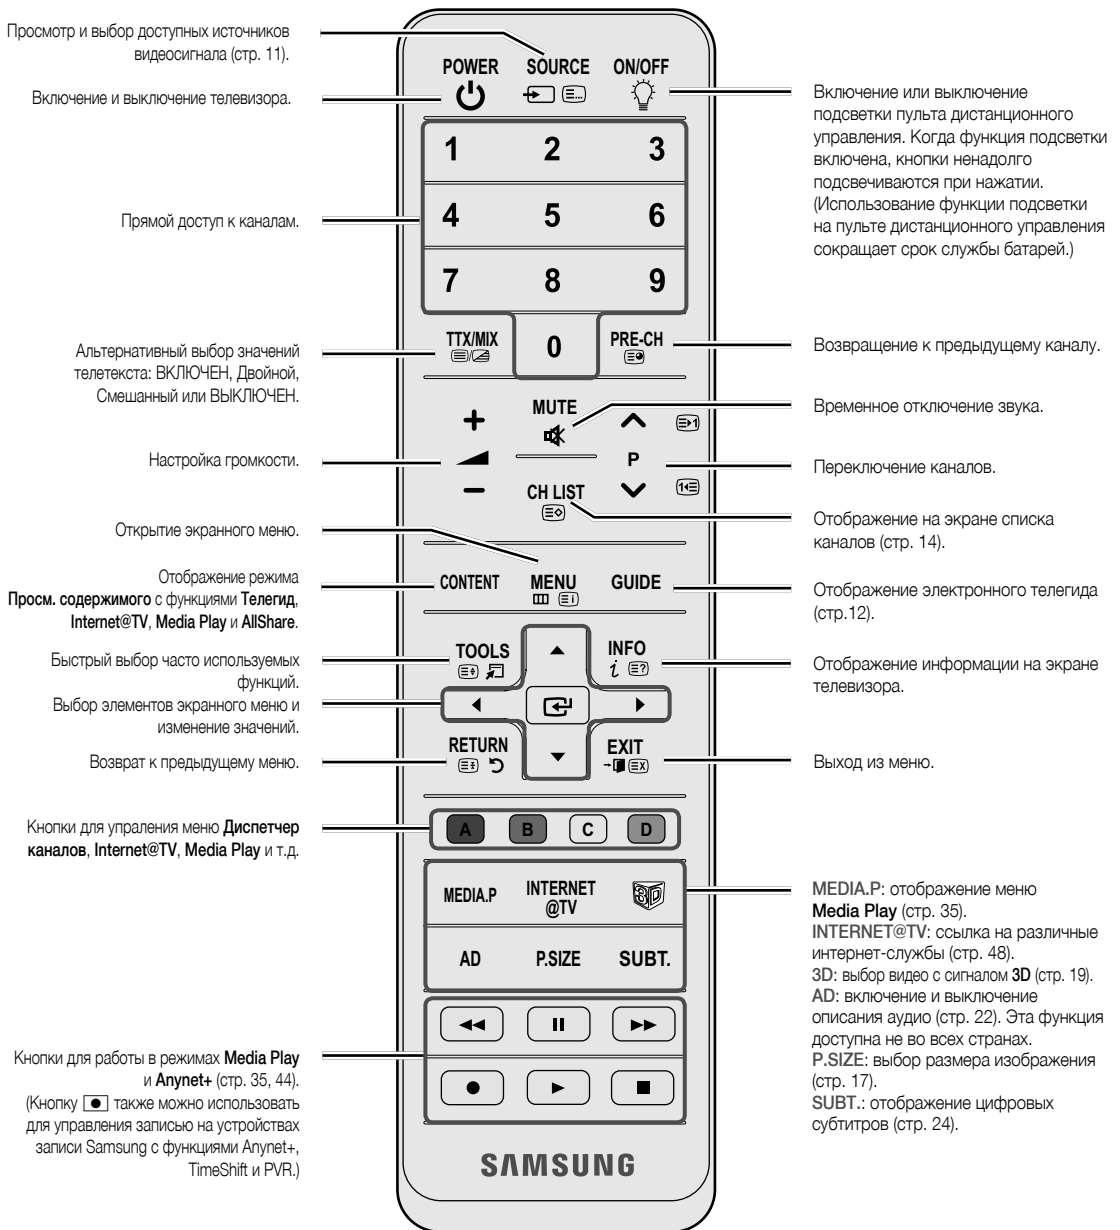 Просмотр и выбор доступных источников
видеосигнала (стр. 11).
Включение и выключение телевизора.
Прямой доступ к каналам.
Альтернативный выбор значений
телетекста: ВКЛЮЧЕН, Двойной,
Смешанный или ВЫКЛЮЧЕН.
Настройка громкости.
Открытие экранного меню.
Отображение режима
Просм. содержимого с функциями Телегид,
Internet@TV, Media Play и AllShare.
Быстрый выбор часто используемых
функций.
Выбор элементов экранного меню и
изменение значений.
Возврат к предыдущему меню.
Кнопки для упраления меню Диспетчер
каналов, Internet@TV, Media Play и т.д.
Кнопки для работы в режимах Media Play
и Anynet+ (стр. 35, 44).
(Кнопку также можно использовать
для управления записью на устройствах
записи Samsung с функциями Anynet+,
TimeShift и PVR.)
POWER SOURCE ON/OFF
1 2 3
4 5 6
7 8 9
TTX/MIX 0 PRE-CH
+ MUTE
P
− CH LIST
CONTENT MENU GUIDE
TOOLS INFO
RETURN EXIT
A B C D
MEDIA.P INTERNET @TV 3D
AD P.SIZE SUBT.
SAMSUNG
Включение или выключение
подсветки пульта дистанционного
управления. Когда функция подсветки
включена, кнопки ненадолго
подсвечиваются при нажатии.
(Использование функции подсветки
на пульте дистанционного управления
сокращает срок службы батарей.)
Возвращение к предыдущему каналу.
Временное отключение звука.
Переключение каналов.
Отображение на экране списка
каналов (стр. 14).
Отображение электронного телегида
(стр.12).
Отображение информации на экране
телевизора.
Выход из меню.
MEDIA.P: отображение меню
Media Play (стр. 35).
INTERNET@TV: ссылка на различные
интернет-службы (стр. 48).
3D: выбор видео с сигналом 3D (стр. 19).
AD: включение и выключение
описания аудио (стр. 22). Эта функция
доступна не во всех странах.
P.SIZE: выбор размера изображения
(стр. 17).
SUBT.: отображение цифровых
субтитров (стр. 24).